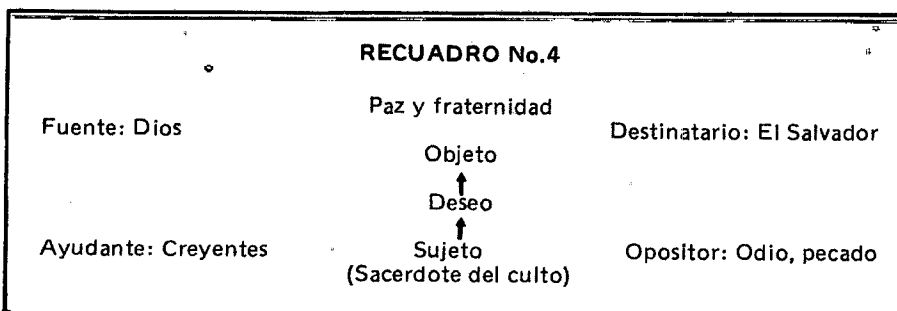 RECUADRO No.4
Paz y fraternidad
Fuente: Dios
Destinatario: El Salvador
Objeto
Deseo
Ayudante: Creyentes
Sujeto
Opositor: Odio, pecado
(Sacerdote del culto)